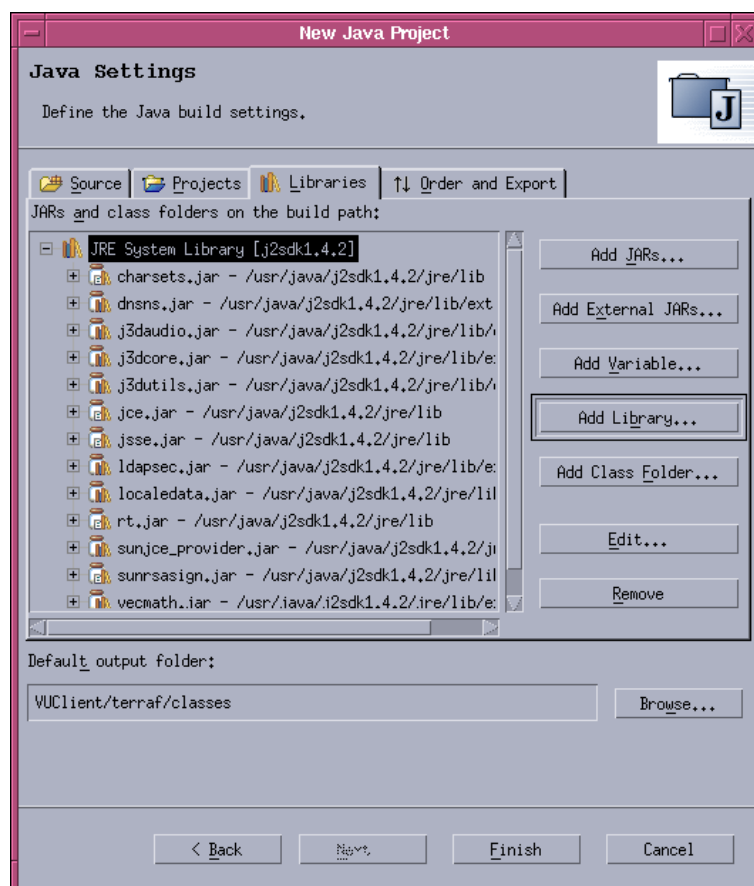 New Java Project
Java Settings
Define the Java build settings.
J
Source Projects Libraries Order and Export
JARs and class folders on the build path:
JRE System Library [j2sdk1.4.2]
Add JARs...
charsets.jar - /usr/java/j2sdk1.4.2/jre/lib
dnsns.jar - /usr/java/j2sdk1.4.2/jre/lib/ext
Add External JARs...
j3daudio.jar - /usr/java/j2sdk1.4.2/jre/lib/
j3dcore.jar - /usr/java/j2sdk1.4.2/jre/lib/e
Add Variable...
j3dutils.jar - /usr/java/j2sdk1.4.2/jre/lib/
jce.jar - /usr/java/j2sdk1.4.2/jre/lib
Add Library...
jsse.jar - /usr/java/j2sdk1.4.2/jre/lib
ldapsec.jar - /usr/java/j2sdk1.4.2/jre/lib/e
Add Class Folder...
localedata.jar - /usr/java/j2sdk1.4.2/jre/li
rt.jar - /usr/java/j2sdk1.4.2/jre/lib
sunjce_provider.jar - /usr/java/j2sdk1.4.2/j
Edit...
sunrsasign.jar - /usr/java/j2sdk1.4.2/jre/li
vecmath.jar - /usr/java/j2sdk1.4.2/jre/lib/e
Remove
Default output folder:
VUClient/terraf/classes
Browse...
< Back Next Finish Cancel